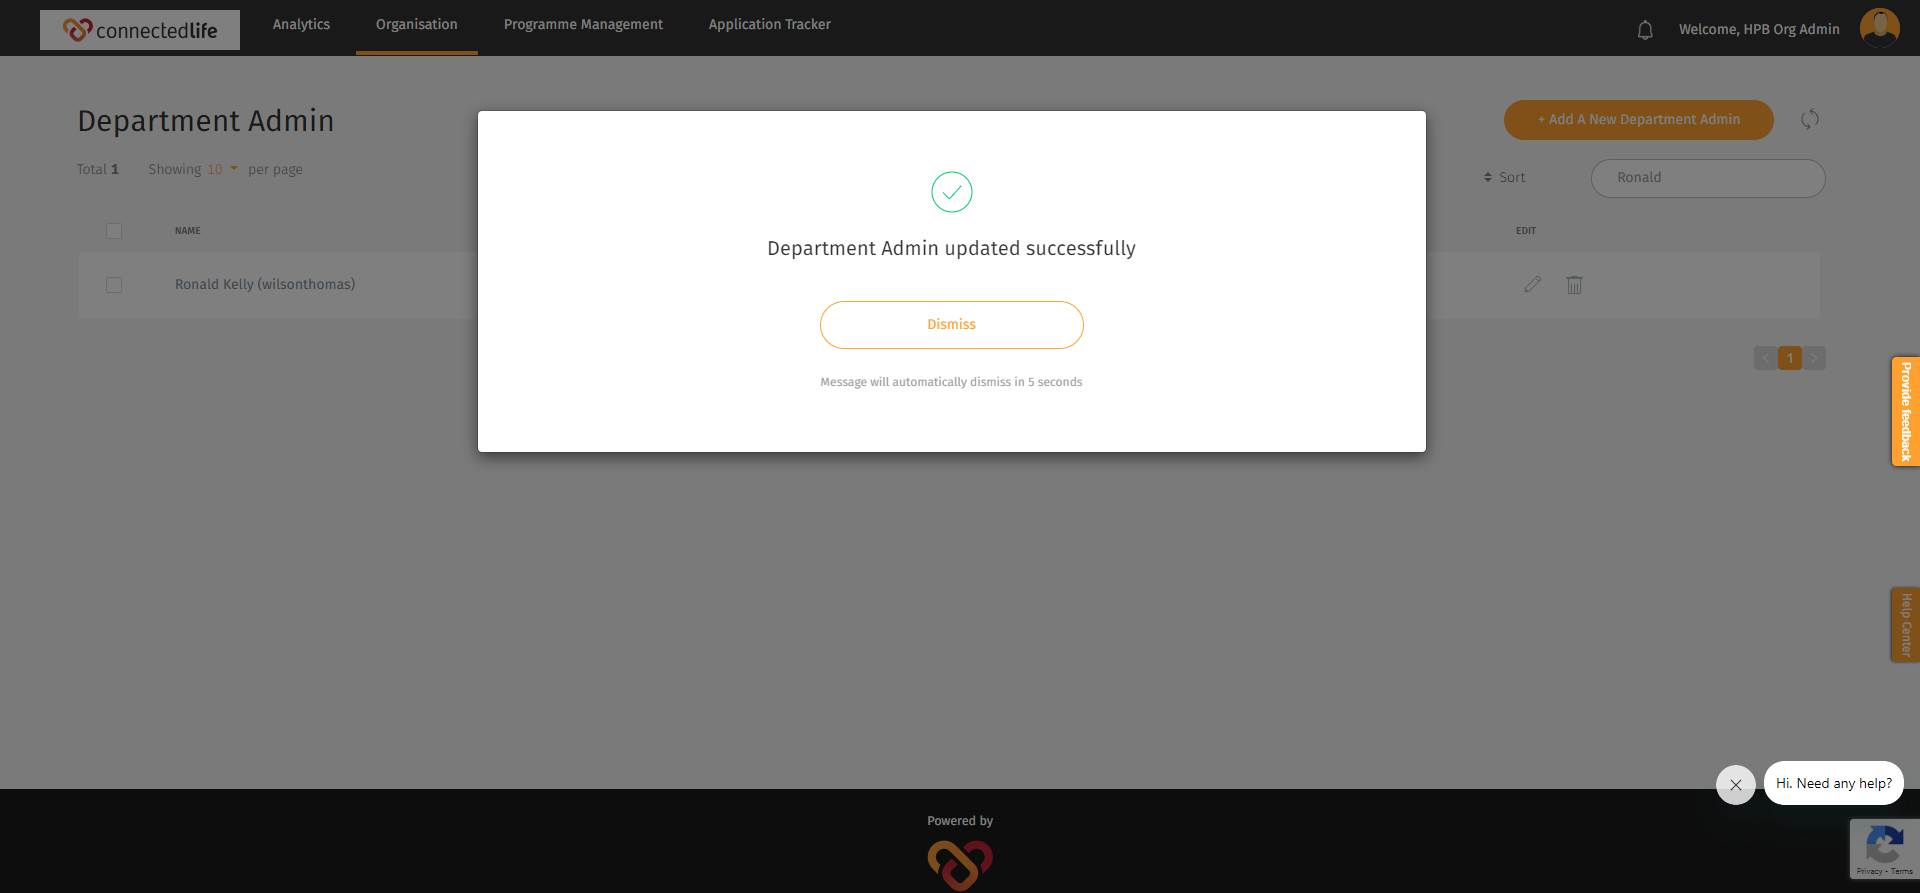 connectedlife
Analytics
Organisation
Programme Management
Application Tracker
Welcome, HPB Org Admin
Department Admin
+ Add A New Department Admin
Total 1
Showing 10 per page
Sort
Ronald
NAME
EDIT
Ronald Kelly (wilsonthomas)
Department Admin updated successfully
Dismiss
Message will automatically dismiss in 5 seconds
< 1 >
Provide feedback
Help Center
Hi. Need any help?
Powered by
Privacy - Terms